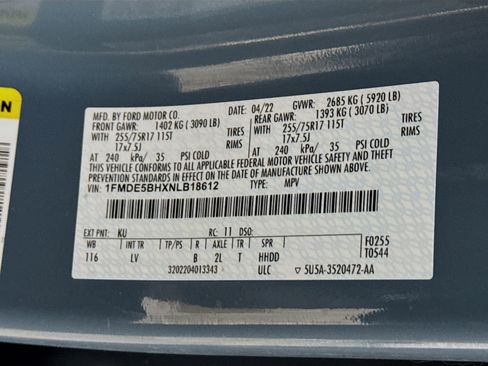 ON
MFD. BY FORD MOTOR CO. DATE: 04/22 GVWR: 2685 KG (5920 LB)
FRONT GAWR: 1402 KG (3090 LB) REAR GAWR: 1393 KG (3070 LB)
255/75R17 115T TIRES 255/75R17 115T TIRES
17x7.5J RIMS 17x7.5J RIMS
AT 240 kPa/ 35 PSI COLD AT 240 kPa/ 35 PSI COLD
THIS VEHICLE CONFORMS TO ALL APPLICABLE FEDERAL MOTOR VEHICLE SAFETY AND THEFT PREVENTION STANDARDS IN EFFECT ON THE DATE OF MANUFACTURE SHOWN ABOVE.
VIN: 1FMDE5BHXNLB18612 TYPE: MPV
EXT PNT: KU RC: 11 DSO: F0255
WB INT TR TP/PS R AXLE TR SPR T0544
116 LV B 2L T HHDD
3202204013343 ULC 5U5A-3520472-AA